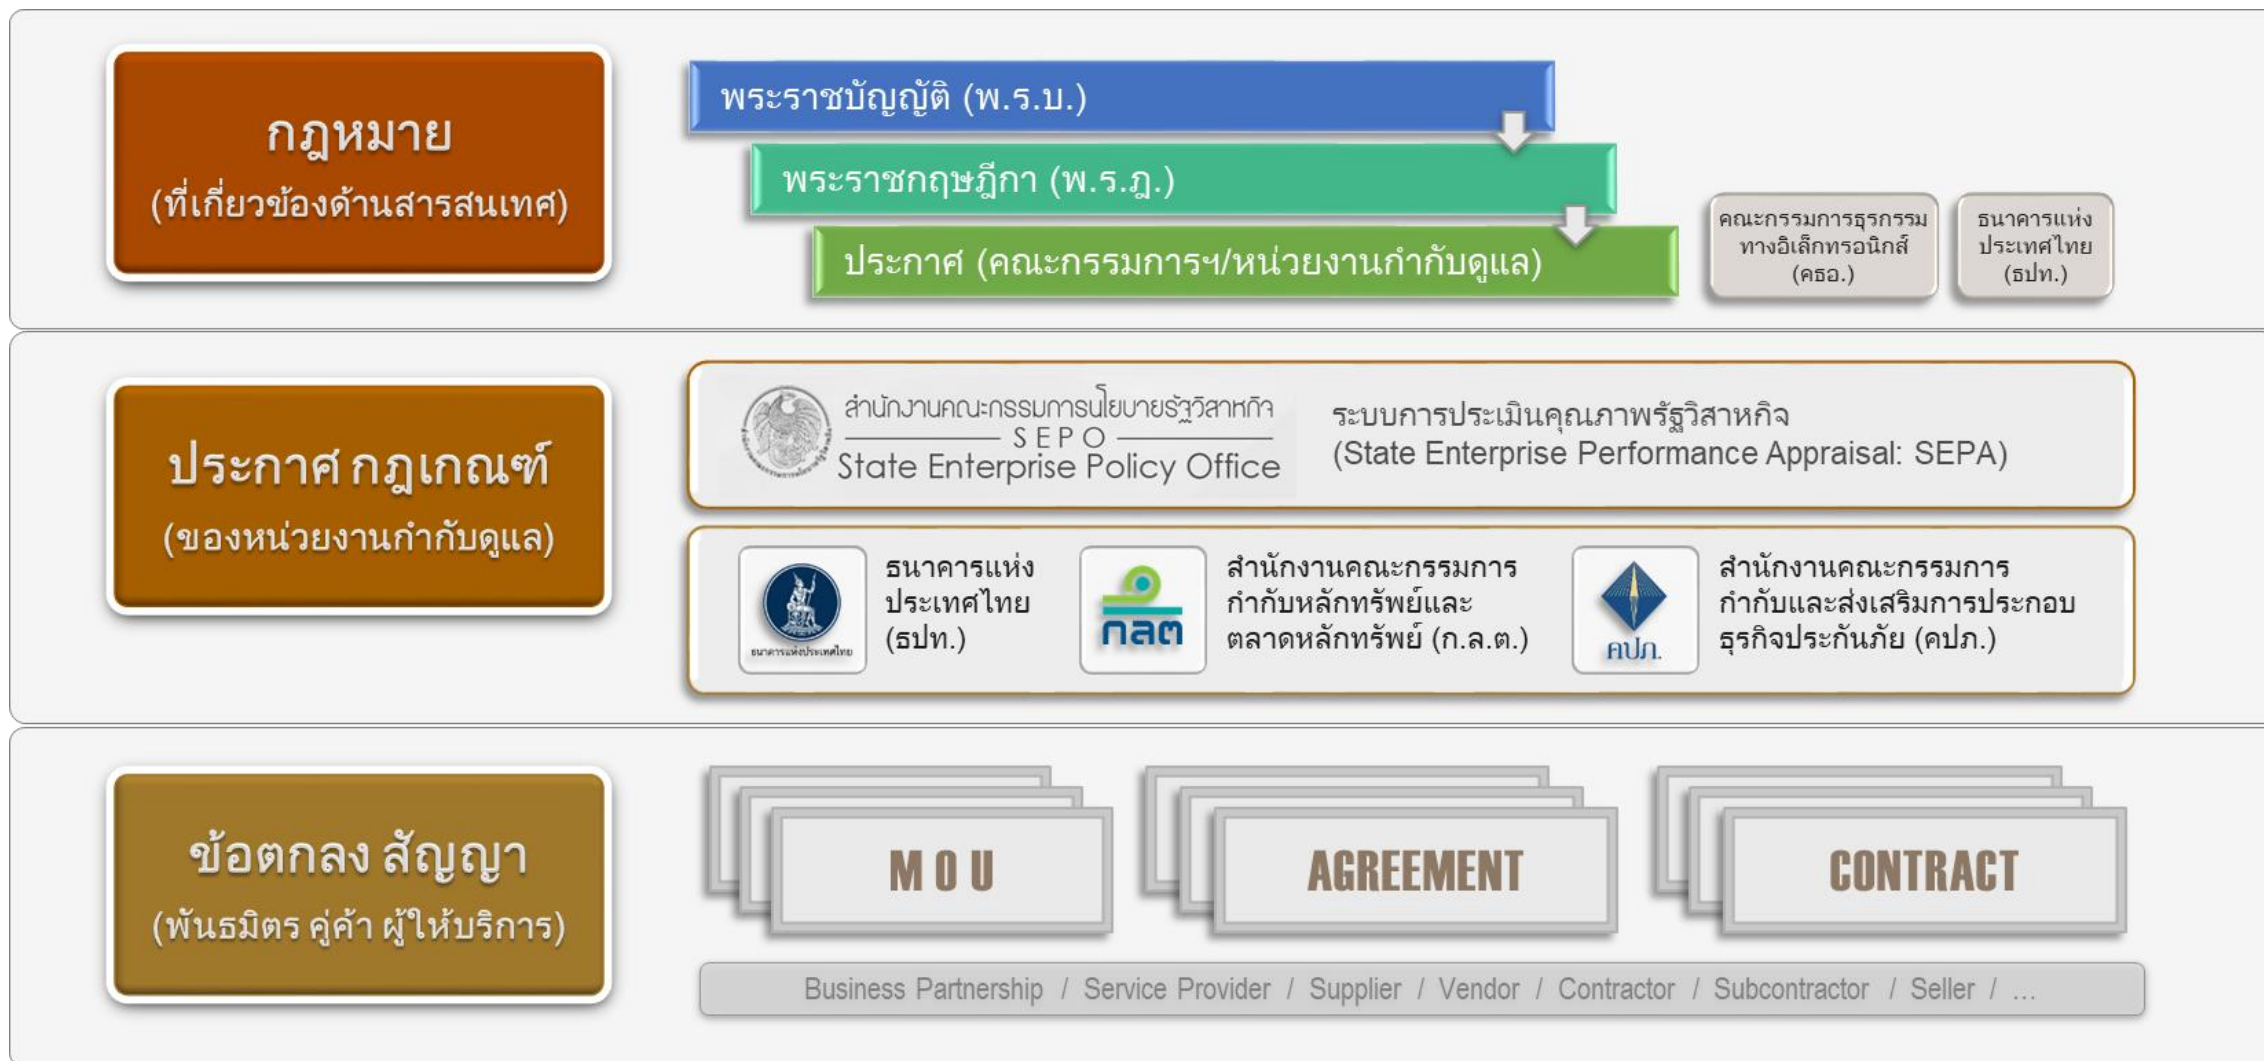 กฎหมาย
(ที่เกี่ยวข้องด้านสารสนเทศ)
พระราชบัญญัติ (พ.ร.บ.)
พระราชกฤษฎีกา (พ.ร.ฎ.)
ประกาศ (คณะกรรมการฯ/หน่วยงานกำกับดูแล)
คณะกรรมการธุรกรรม
ทางอิเล็กทรอนิกส์
(คธอ.)
ธนาคารแห่ง
ประเทศไทย
(ธปท.)
ประกาศ กฎเกณฑ์
(ของหน่วยงานกำกับดูแล)
สำนักงานคณะกรรมการนโยบายรัฐวิสาหกิจ
SEPO
State Enterprise Policy Office
ระบบการประเมินคุณภาพรัฐวิสาหกิจ
(State Enterprise Performance Appraisal: SEPA)
ธนาคารแห่งประเทศไทย
ธนาคารแห่ง
ประเทศไทย
(ธปท.)
กลต
สำนักงานคณะกรรมการ
กำกับหลักทรัพย์และ
ตลาดหลักทรัพย์ (ก.ล.ต.)
คปภ.
สำนักงานคณะกรรมการ
กำกับและส่งเสริมการประกอบ
ธุรกิจประกันภัย (คปภ.)
ข้อตกลง สัญญา
(พันธมิตร คู่ค้า ผู้ให้บริการ)
M O U
AGREEMENT
CONTRACT
Business Partnership / Service Provider / Supplier / Vendor / Contractor / Subcontractor / Seller / ...